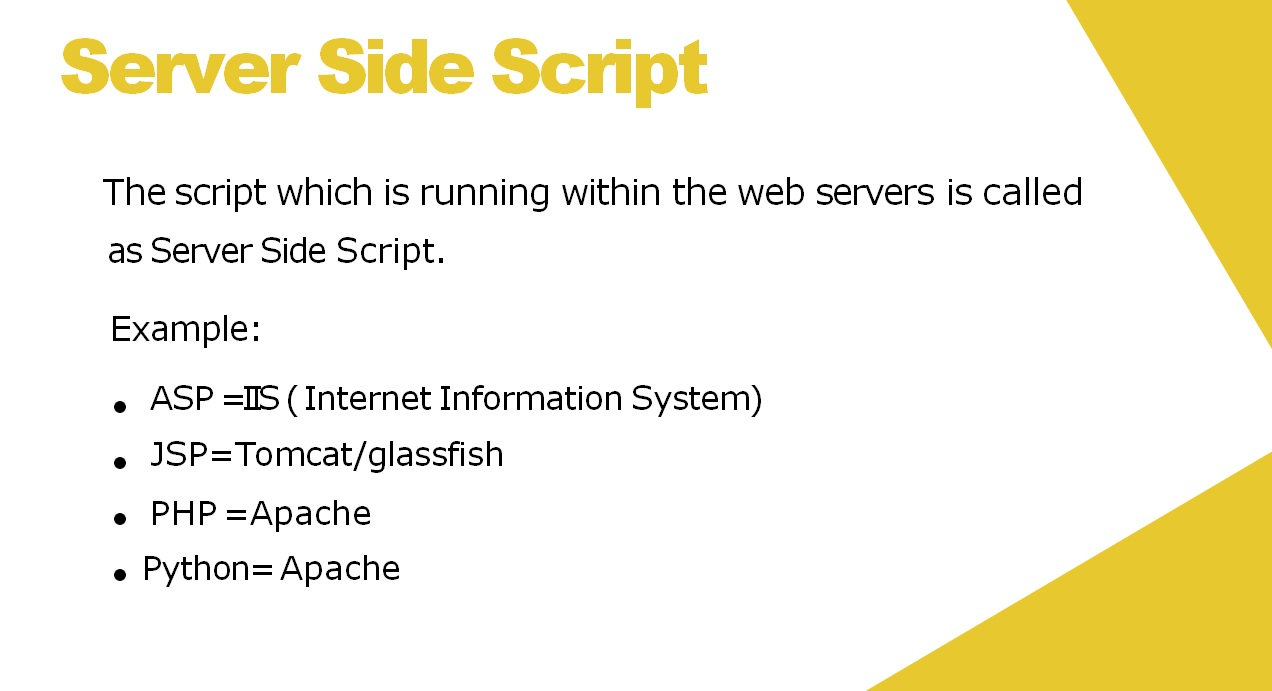 Server Side Script
The script which is running within the web servers is called
as Server Side Script.
Example:
• ASP =IIS ( Internet Information System)
• JSP=Tomcat/glassfish
• PHP =Apache
• Python= Apache